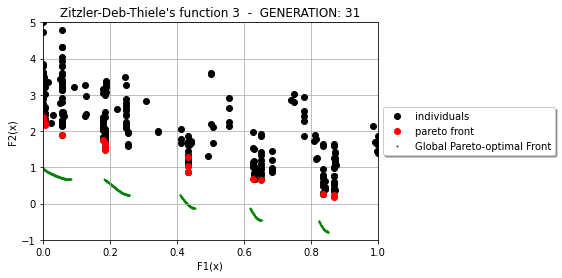 Zitzler-Deb-Thiele's function 3 - GENERATION: 31
5
4
3
2
1
0
−1
F2(x)
0.0 0.2 0.4 0.6 0.8 1.0
F1(x)
individuals
pareto front
Global Pareto-optimal Front